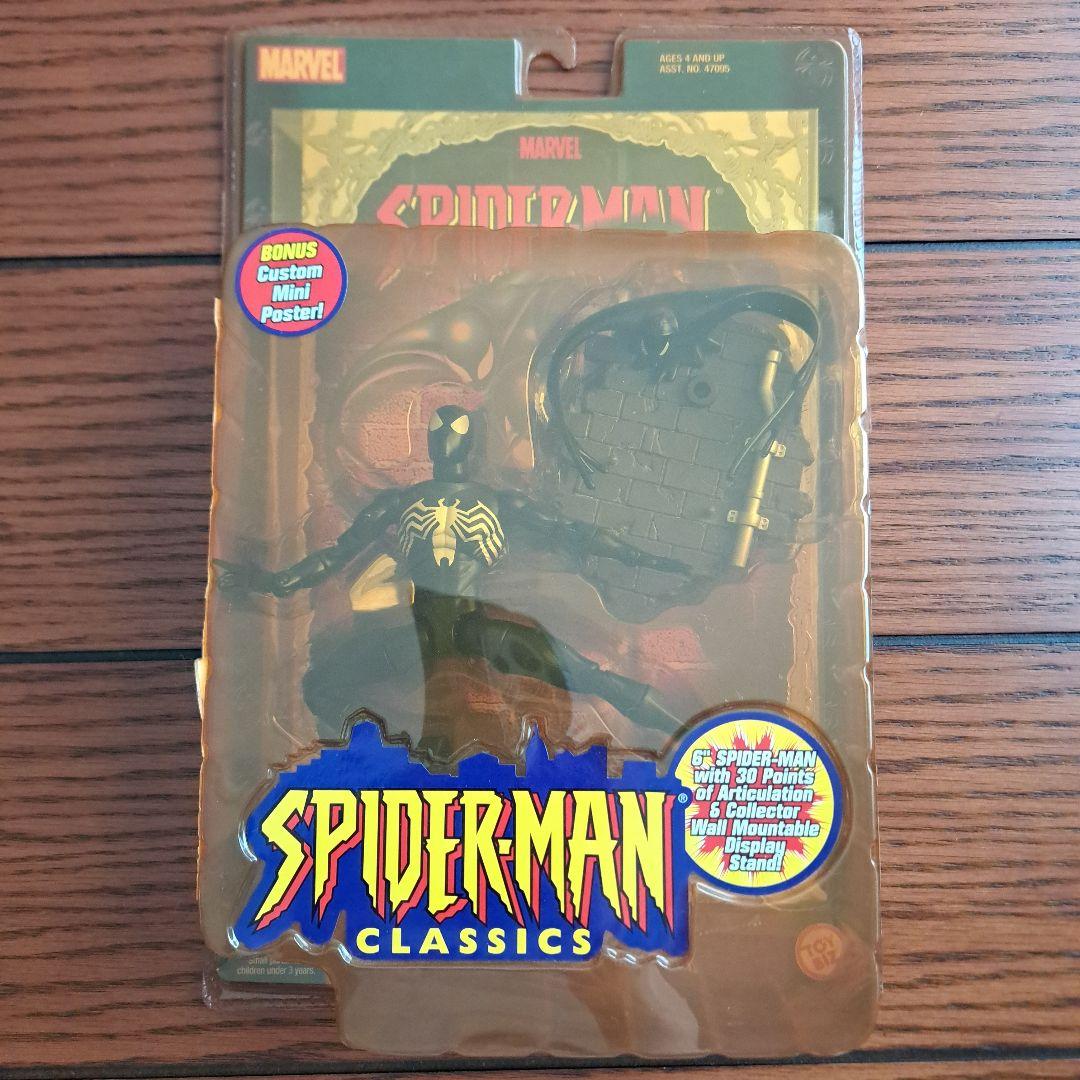 MARVEL
AGES 4 AND UP
ASST. NO. 47095
MARVEL
SPIDER-MAN
BONUS
Custom
Mini
Poster!
6" SPIDER-MAN
with 30 Points
of Articulation
& Collector
Wall Mountable
Display
Stand!
SPIDER-MAN®
CLASSICS
TOY
BIZ
Small
children under 3 years.